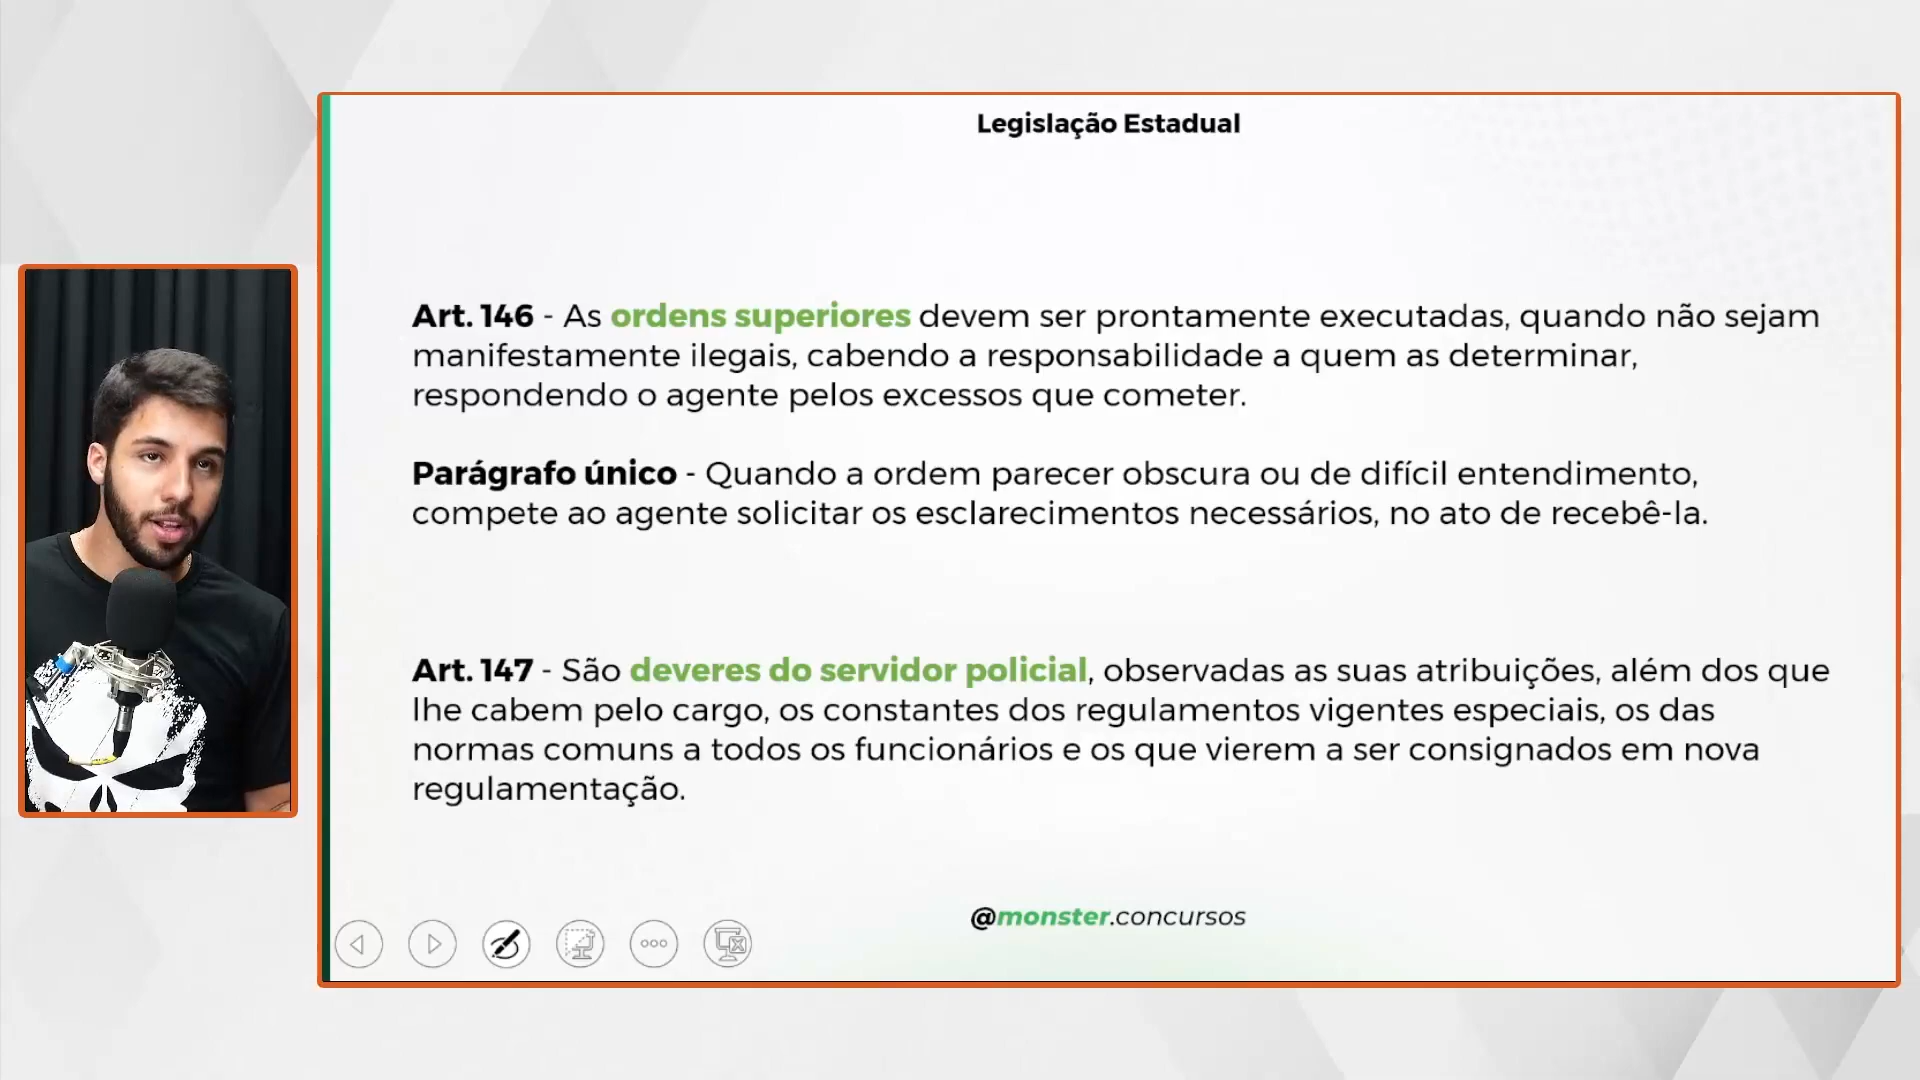 Legislação Estadual
Art. 146 - As ordens superiores devem ser prontamente executadas, quando não sejam
manifestamente ilegais, cabendo a responsabilidade a quem as determinar,
respondendo o agente pelos excessos que cometer.
Parágrafo único - Quando a ordem parecer obscura ou de difícil entendimento,
compete ao agente solicitar os esclarecimentos necessários, no ato de recebê-la.
Art. 147 - São deveres do servidor policial, observadas as suas atribuições, além dos que
lhe cabem pelo cargo, os constantes dos regulamentos vigentes especiais, os das
normas comuns a todos os funcionários e os que vierem a ser consignados em nova
regulamentação.
@monster.concursos